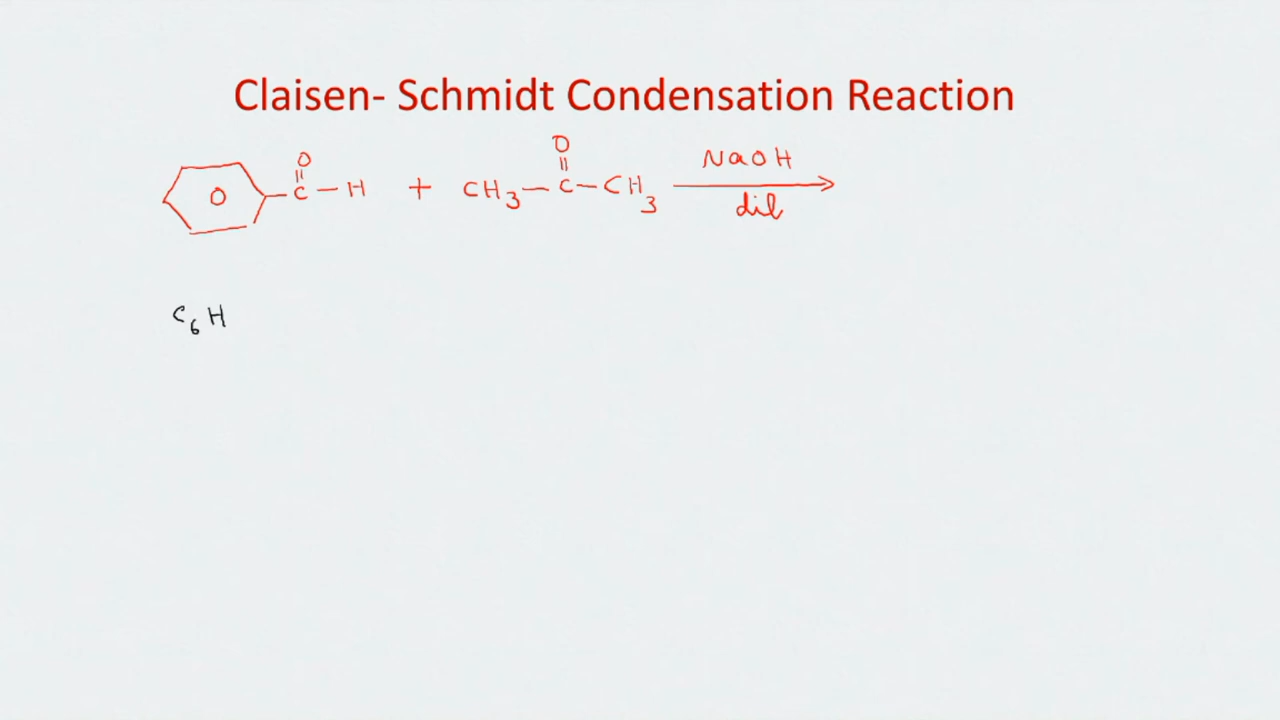 Claisen- Schmidt Condensation Reaction
O O NaOH
O -C-H + CH3-C-CH3 dil
C6H